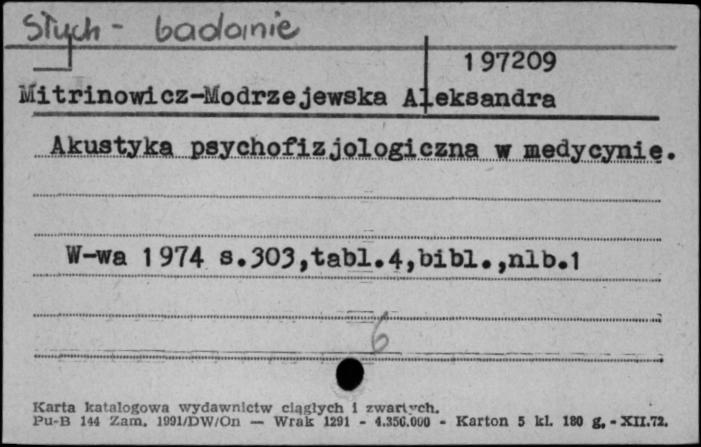 Słuch - badanie
197209
Mitrinowicz-Modrzejewska Aleksandra
Akustyka psychofizjologiczna w medycynie.
W-wa 1974 s.303,tabl.4,bibl.,nlb.1
6
Karta katalogowa wydawnictw ciągłych i zwartych.
Pu-B 144 Zam. 1991/DW/On — Wrak 1291 - 4.350.000 - Karton 5 kl. 180 g. - XII.72.